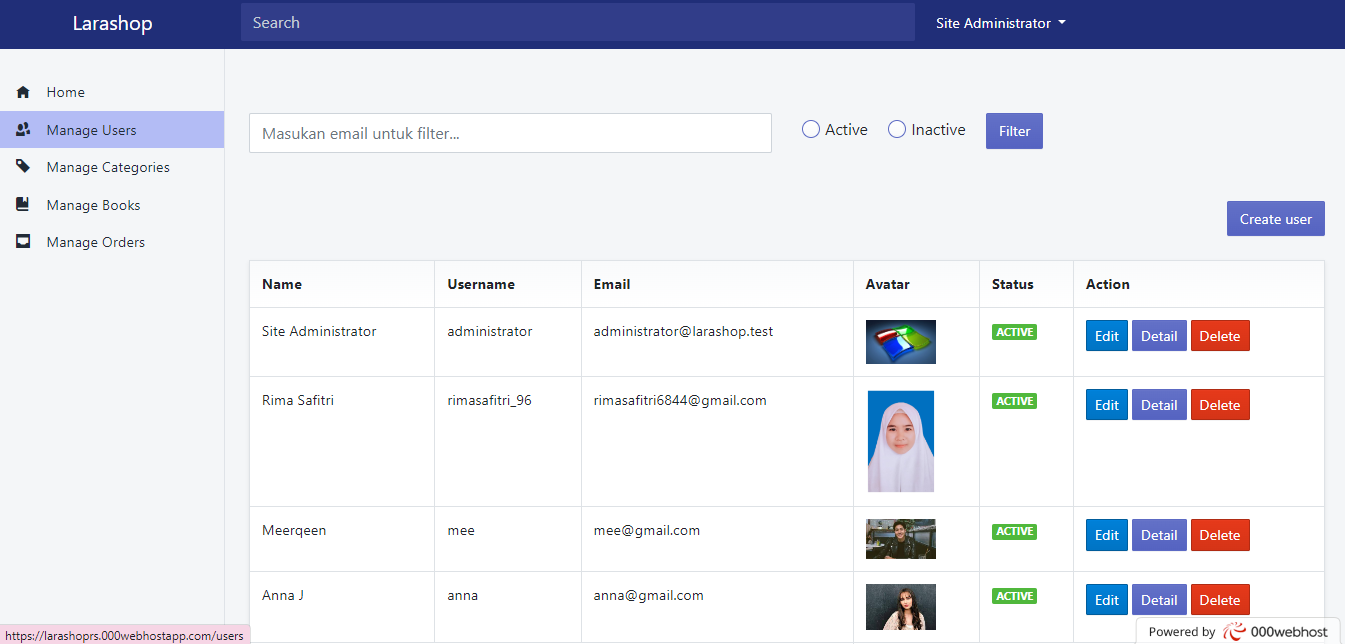 Larashop
Search
Site Administrator
Home
Manage Users
Manage Categories
Manage Books
Manage Orders
Masukan email untuk filter...
Active
Inactive
Filter
Create user
Name Username Email Avatar Status Action
Site Administrator administrator administrator@larashop.test ACTIVE Edit Detail Delete
Rima Safitri rimasafitri_96 rimasafitri6844@gmail.com ACTIVE Edit Detail Delete
Meerqeen mee mee@gmail.com ACTIVE Edit Detail Delete
Anna J anna anna@gmail.com ACTIVE Edit Detail Delete
https://larashoprs.000webhostapp.com/users
Powered by 000webhost